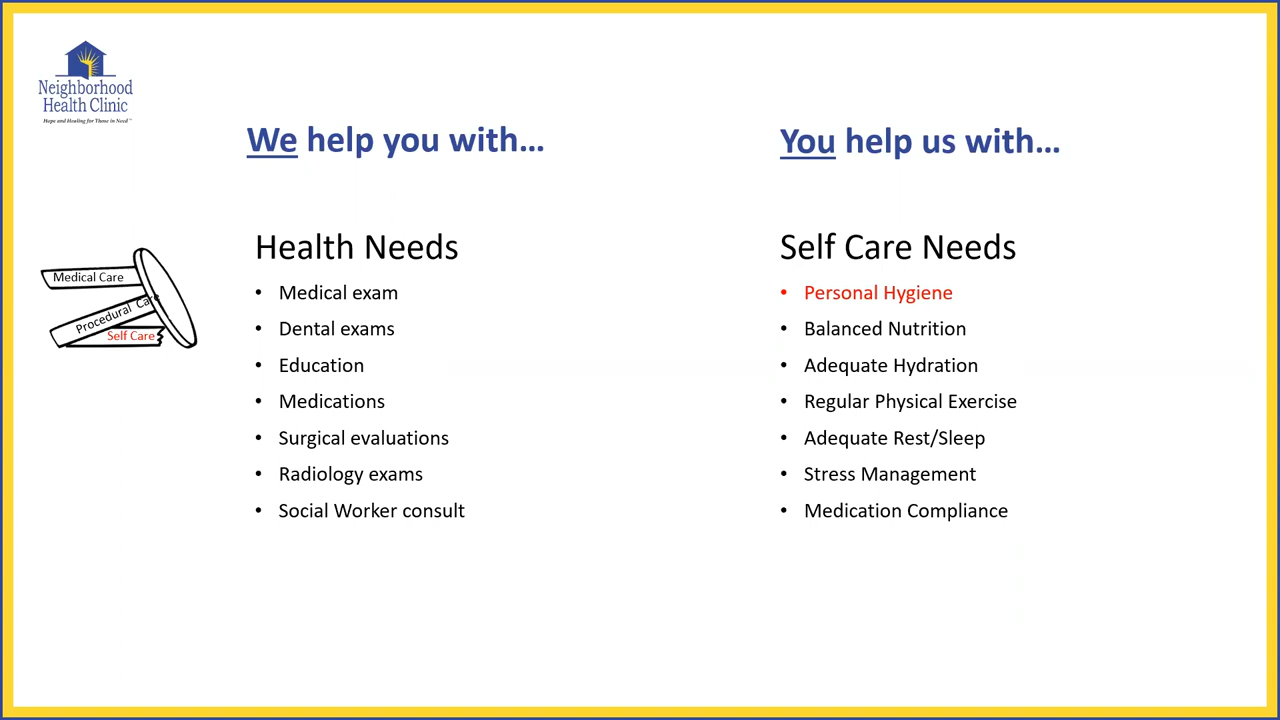 Neighborhood
Health Clinic
Hope and Healing for Those in Need™
We help you with...
You help us with...
Medical Care
Procedural Care
Self Care
Health Needs
• Medical exam
• Dental exams
• Education
• Medications
• Surgical evaluations
• Radiology exams
• Social Worker consult
Self Care Needs
• Personal Hygiene
• Balanced Nutrition
• Adequate Hydration
• Regular Physical Exercise
• Adequate Rest/Sleep
• Stress Management
• Medication Compliance